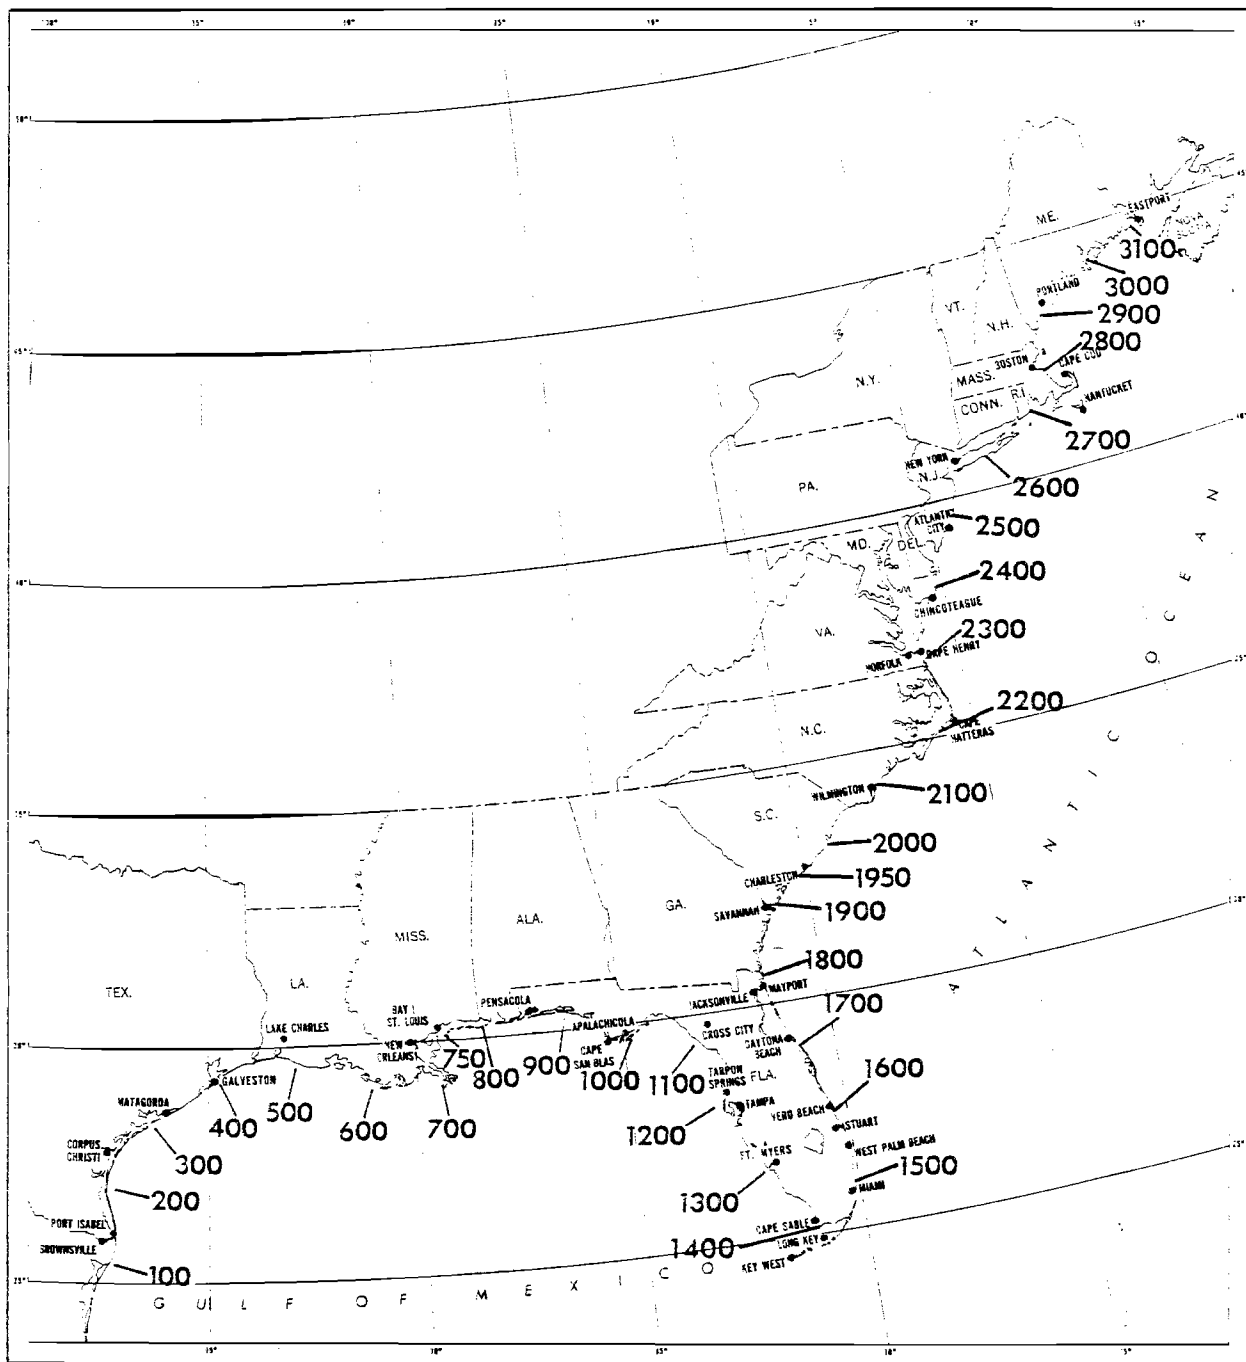 EASTPORT
ME.
NOVA
SCOTIA
3100
3000
PORTLAND
2900
VT.
N.H.
2800
BOSTON
CAPE COD
MASS.
N.Y.
NANTUCKET
CONN.
R.I.
2700
NEW YORK
N.J.
PA.
2600
ATLANTIC
CITY
2500
MD.
DEL.
2400
CHINCOTEAGUE
VA.
2300
CAPE HENRY
NORFOLK
2200
N.C.
CAPE
HATTERAS
WILMINGTON
2100
S.C.
2000
CHARLESTON
1950
GA.
SAVANNAH
1900
ALA.
MISS.
1800
LA.
TEX.
MAYPORT
JACKSONVILLE
PENSACOLA
BAY
ST. LOUIS
1700
LAKE CHARLES
APALACHICOLA
CROSS CITY
NEW
ORLEANS
DAYTONA
BEACH
750
800
900
CAPE
SAN BLAS
1000
1100
TARPON
SPRINGS
FLA.
1600
GALVESTON
MATAGORDA
500
400
600
700
TAMPA
VERO BEACH
1200
STUART
CORPUS
CHRISTI
300
FT. MYERS
WEST PALM BEACH
1500
200
1300
MIAMI
PORT ISABEL
CAPE SABLE
BROWNSVILLE
1400
LONG KEY
KEY WEST
100
GULF OF MEXICO
ATLANTIC OCEAN